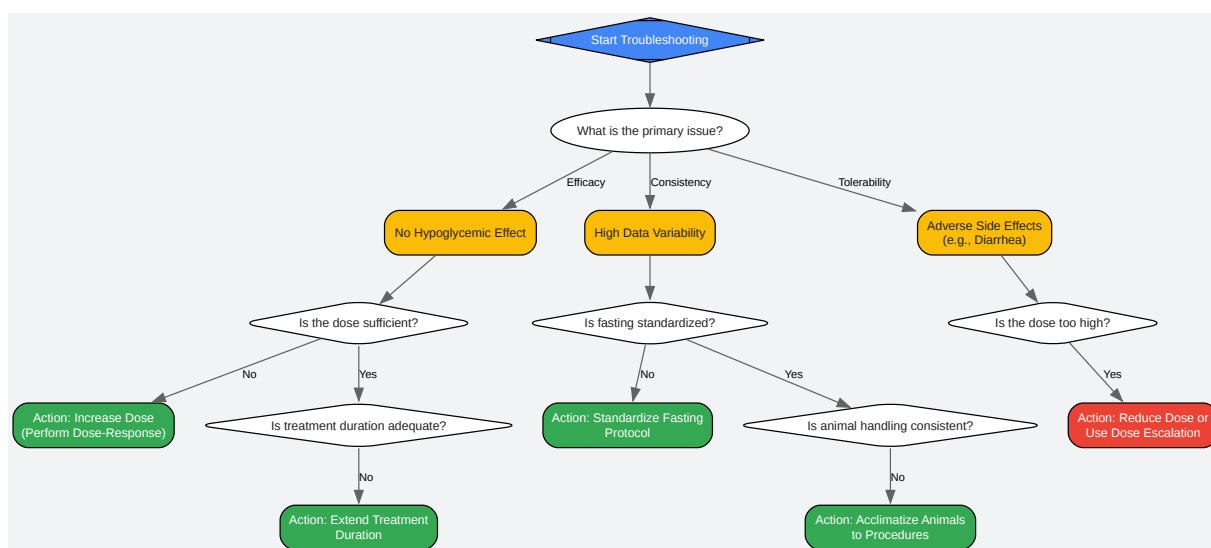 Start Troubleshooting
What is the primary issue?
Efficacy
Consistency
Tolerability
No Hypoglycemic Effect
High Data Variability
Adverse Side Effects
(e.g., Diarrhea)
Is the dose sufficient?
Is fasting standardized?
Is the dose too high?
No
Yes
No
Yes
Yes
Action: Increase Dose
(Perform Dose-Response)
Is treatment duration adequate?
Action: Standardize Fasting
Protocol
Is animal handling consistent?
Action: Reduce Dose or
Use Dose Escalation
No
No
Action: Extend Treatment
Duration
Action: Acclimatize Animals
to Procedures